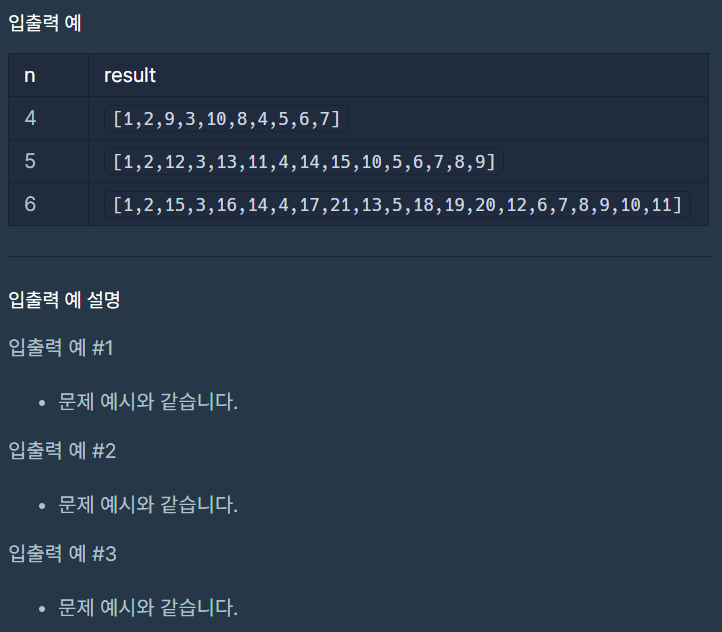 입출력 예
n result
4 [1,2,9,3,10,8,4,5,6,7]
5 [1,2,12,3,13,11,4,14,15,10,5,6,7,8,9]
6 [1,2,15,3,16,14,4,17,21,13,5,18,19,20,12,6,7,8,9,10,11]
입출력 예 설명
입출력 예 #1
• 문제 예시와 같습니다.
입출력 예 #2
• 문제 예시와 같습니다.
입출력 예 #3
• 문제 예시와 같습니다.